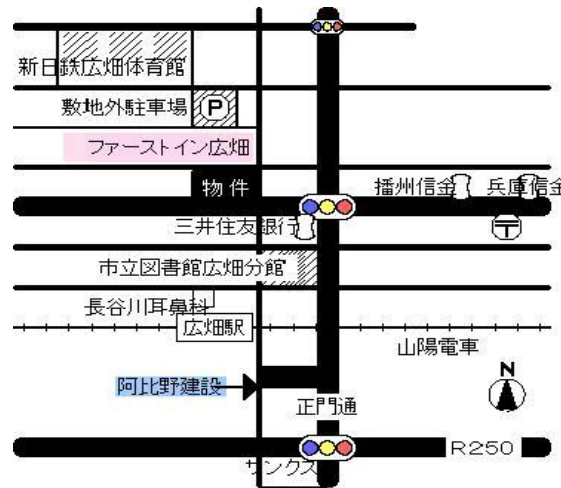 新日鉄広畑体育館
敷地外駐車場
P
ファーストイン広畑
物件
播州信金
兵庫信金
三井住友銀行
〒
市立図書館広畑分館
長谷川耳鼻科
広畑駅
山陽電車
N
阿比野建設
正門通
R250
サンクス